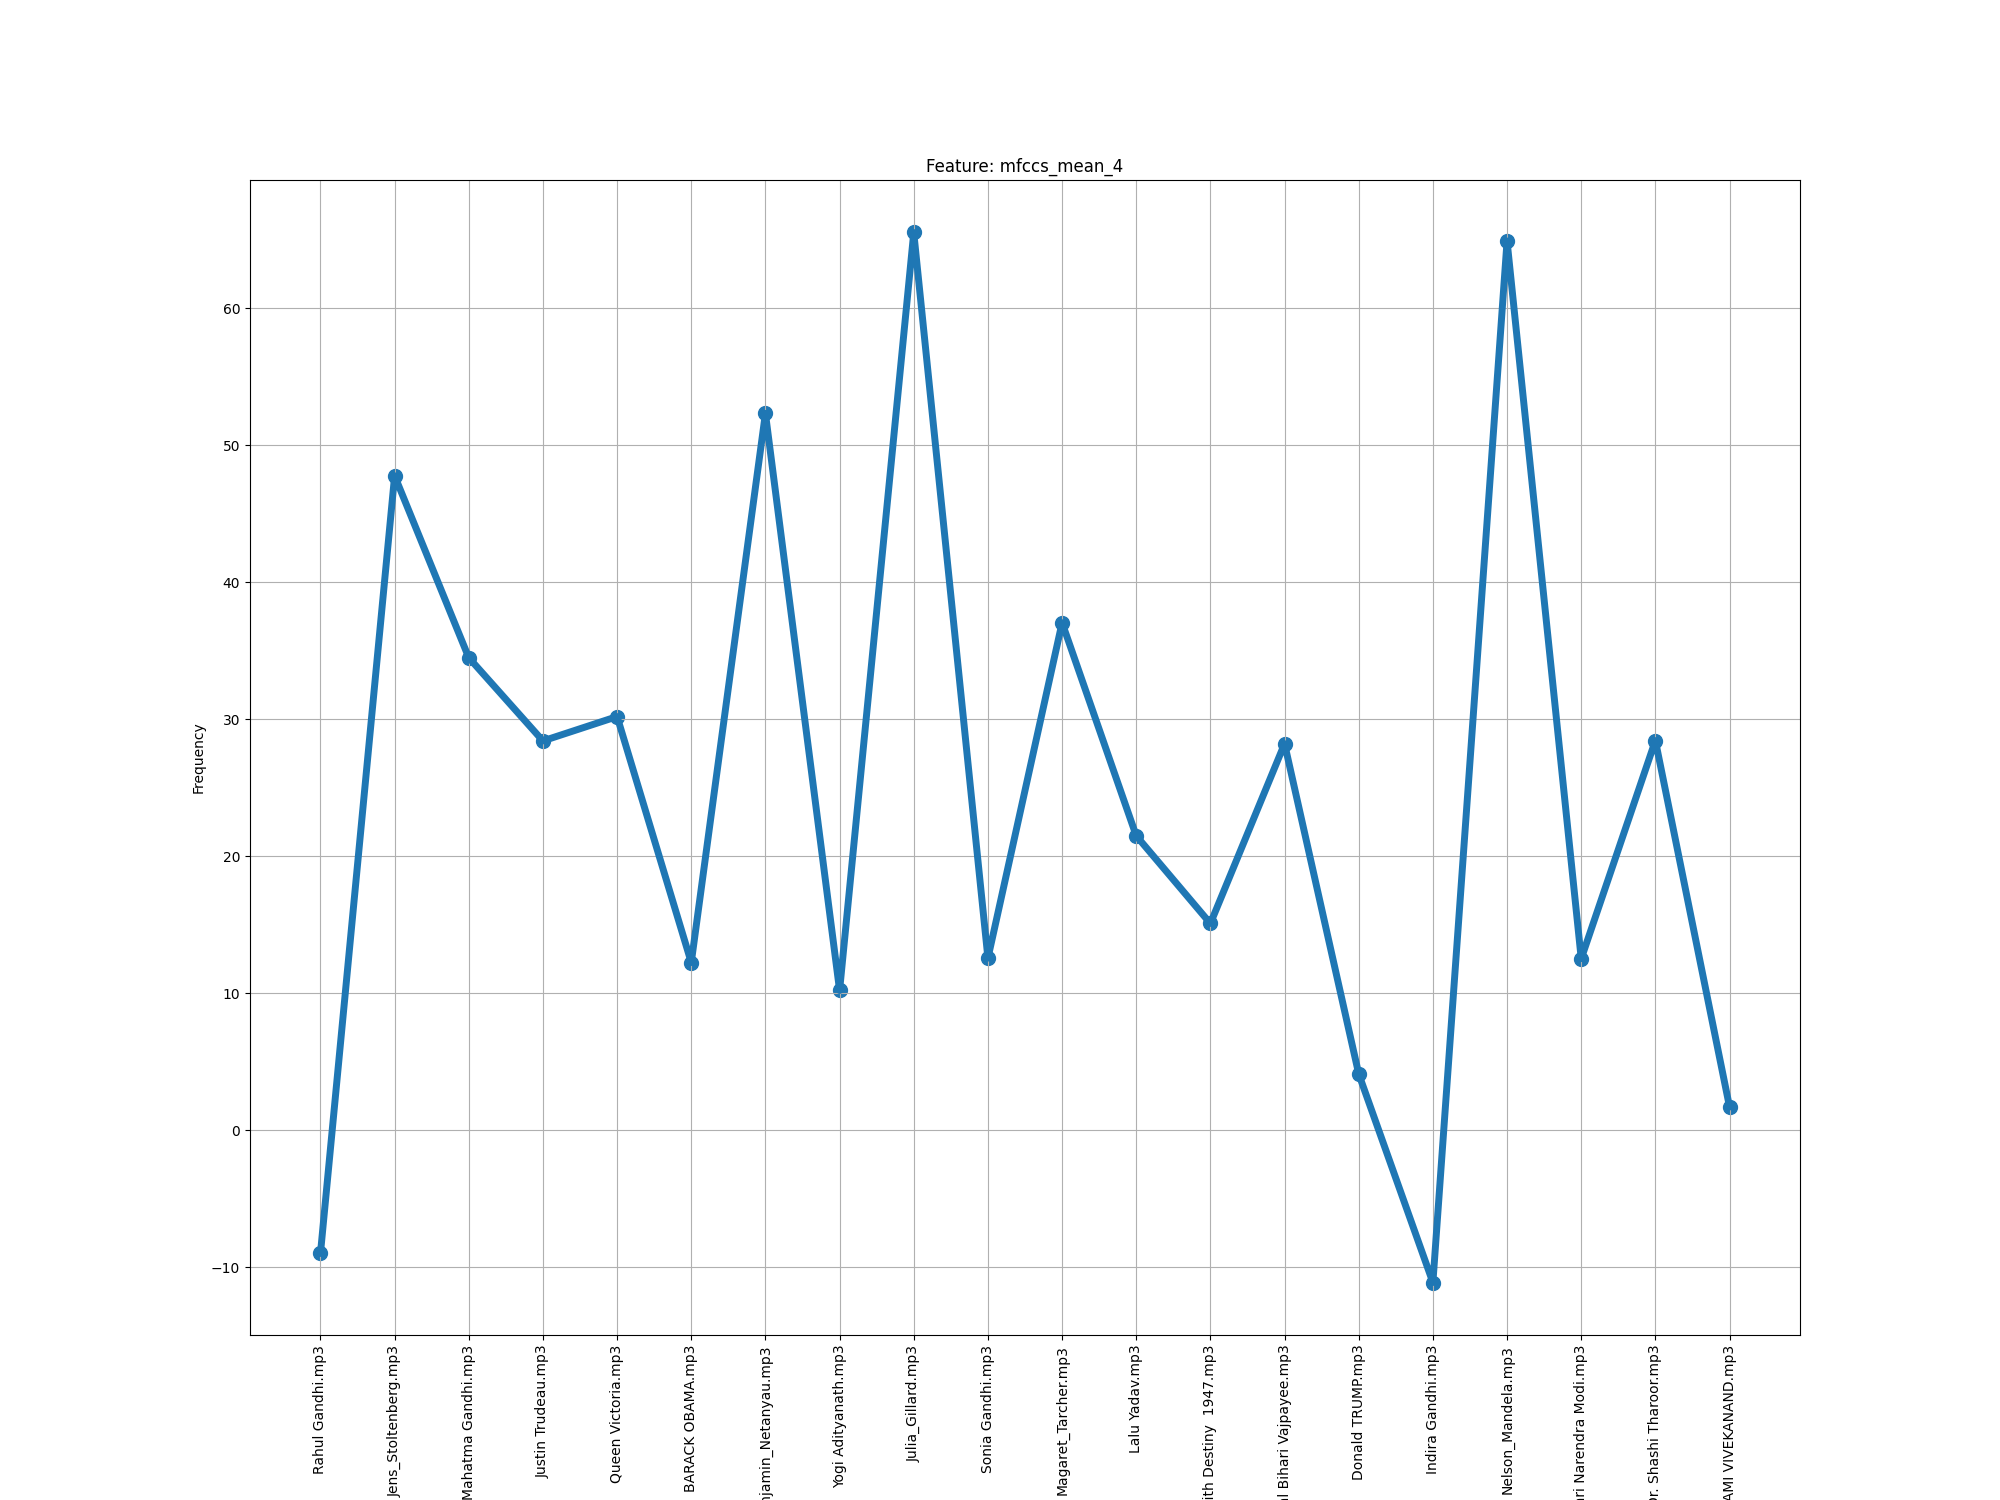 Feature: mfccs_mean_4
Frequency
60
50
40
30
20
10
0
−10
Rahul Gandhi.mp3
Jens_Stoltenberg.mp3
Mahatma Gandhi.mp3
Justin Trudeau.mp3
Queen Victoria.mp3
BARACK OBAMA.mp3
njamin_Netanyau.mp3
Yogi Adityanath.mp3
Julia_Gillard.mp3
Sonia Gandhi.mp3
Magaret_Tarcher.mp3
Lalu Yadav.mp3
ith Destiny  1947.mp3
al Bihari Vajpayee.mp3
Donald TRUMP.mp3
Indira Gandhi.mp3
Nelson_Mandela.mp3
ri Narendra Modi.mp3
Dr. Shashi Tharoor.mp3
AMI VIVEKANAND.mp3